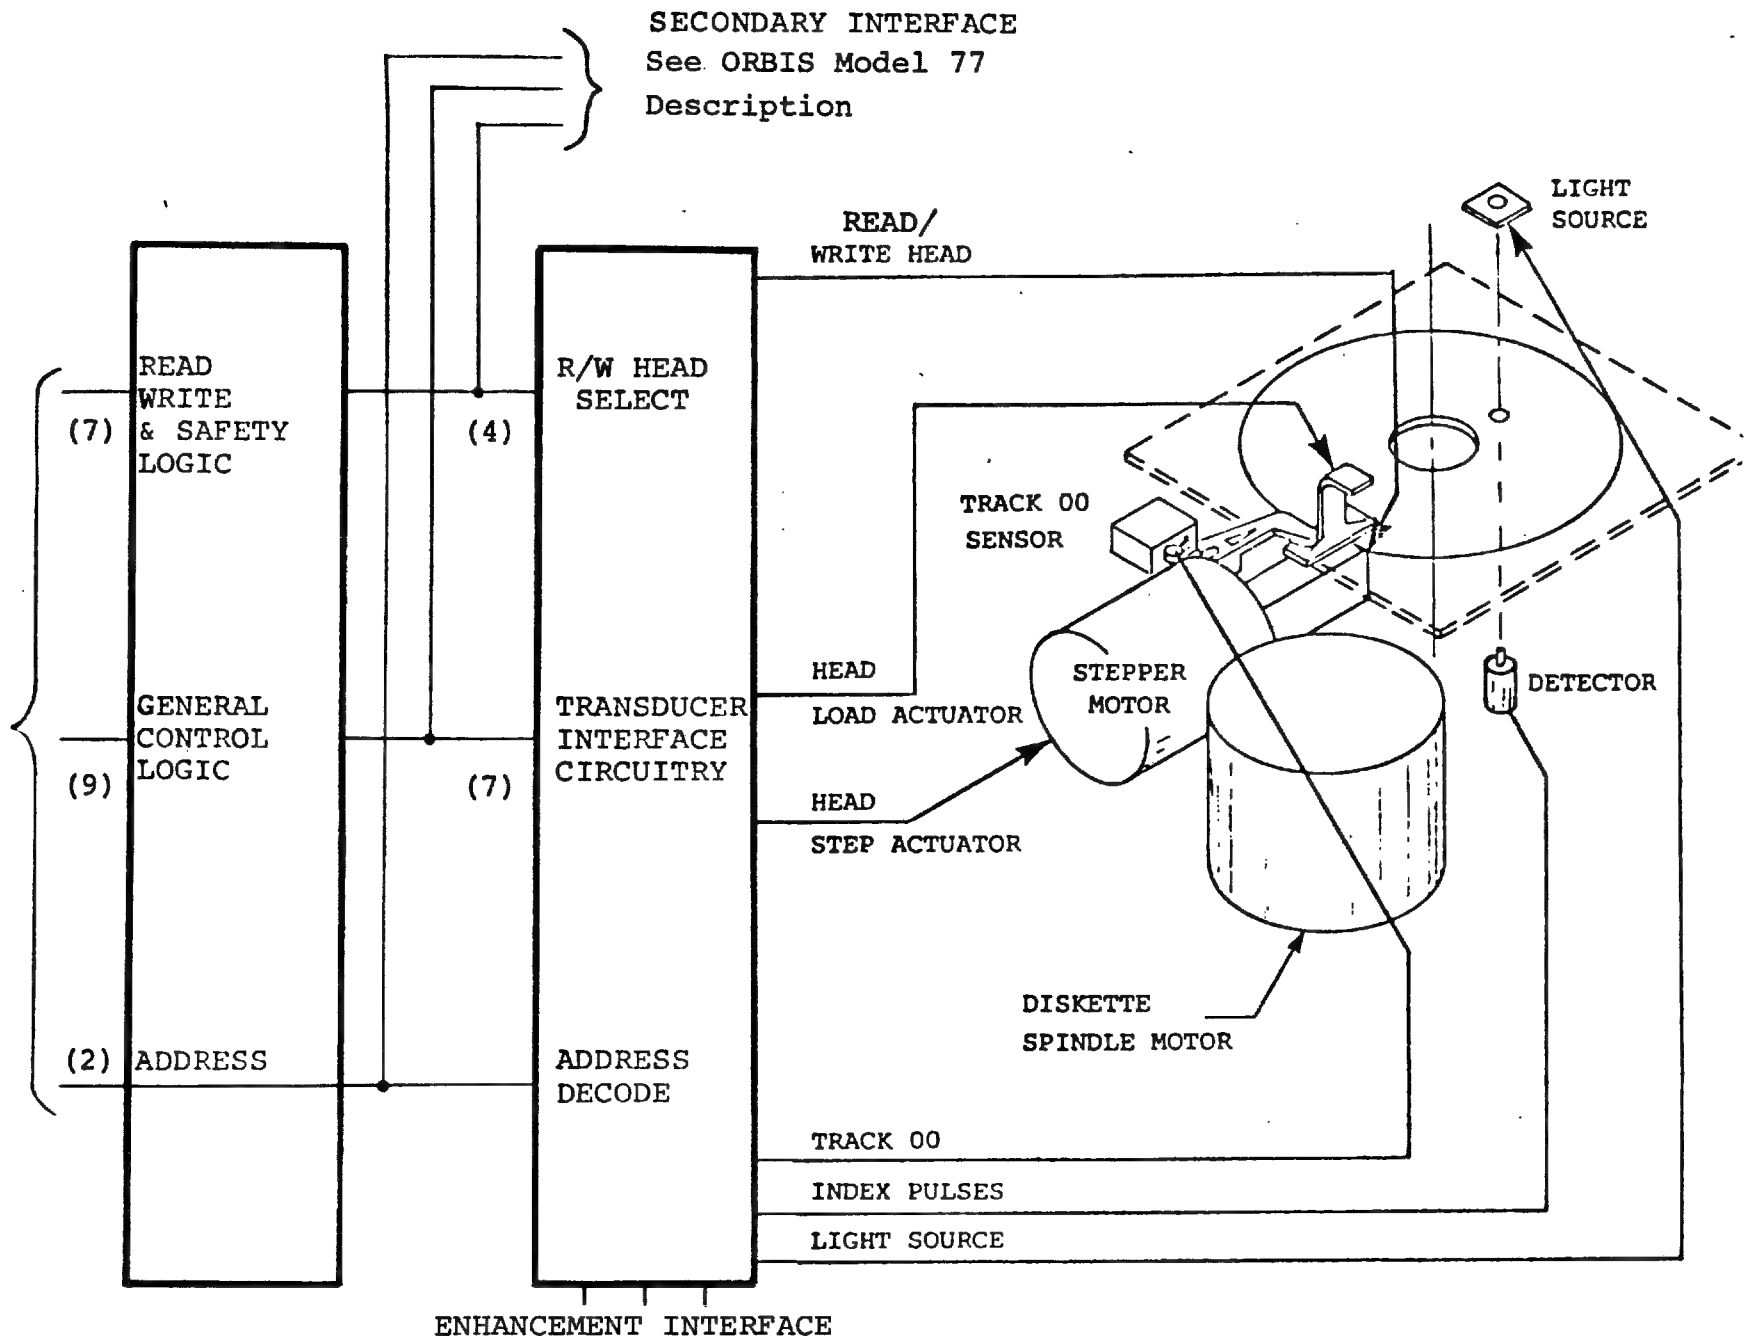 SECONDARY INTERFACE
See ORBIS Model 77
Description
LIGHT
SOURCE
READ/
WRITE HEAD
READ
WRITE
& SAFETY
LOGIC
(7)
(4)
R/W HEAD
SELECT
TRACK 00
SENSOR
HEAD
LOAD ACTUATOR
STEPPER
MOTOR
DETECTOR
GENERAL
CONTROL
LOGIC
(9)
(7)
TRANSDUCER
INTERFACE
CIRCUITRY
HEAD
STEP ACTUATOR
DISKETTE
SPINDLE MOTOR
(2) ADDRESS
ADDRESS
DECODE
TRACK 00
INDEX PULSES
LIGHT SOURCE
ENHANCEMENT INTERFACE